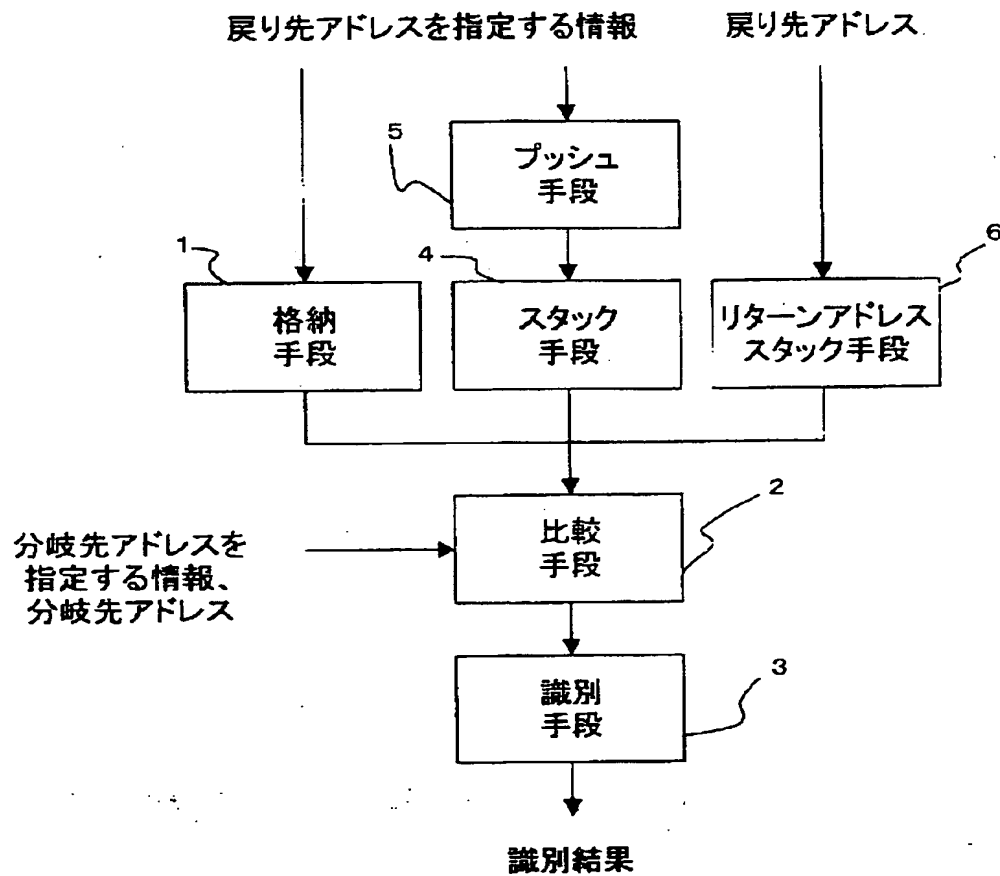 戻り先アドレスを指定する情報
戻り先アドレス
5
プッシュ
手段
1
格納
手段
4
スタック
手段
6
リターンアドレス
スタック手段
分岐先アドレスを
指定する情報、
分岐先アドレス
2
比較
手段
3
識別
手段
識別結果